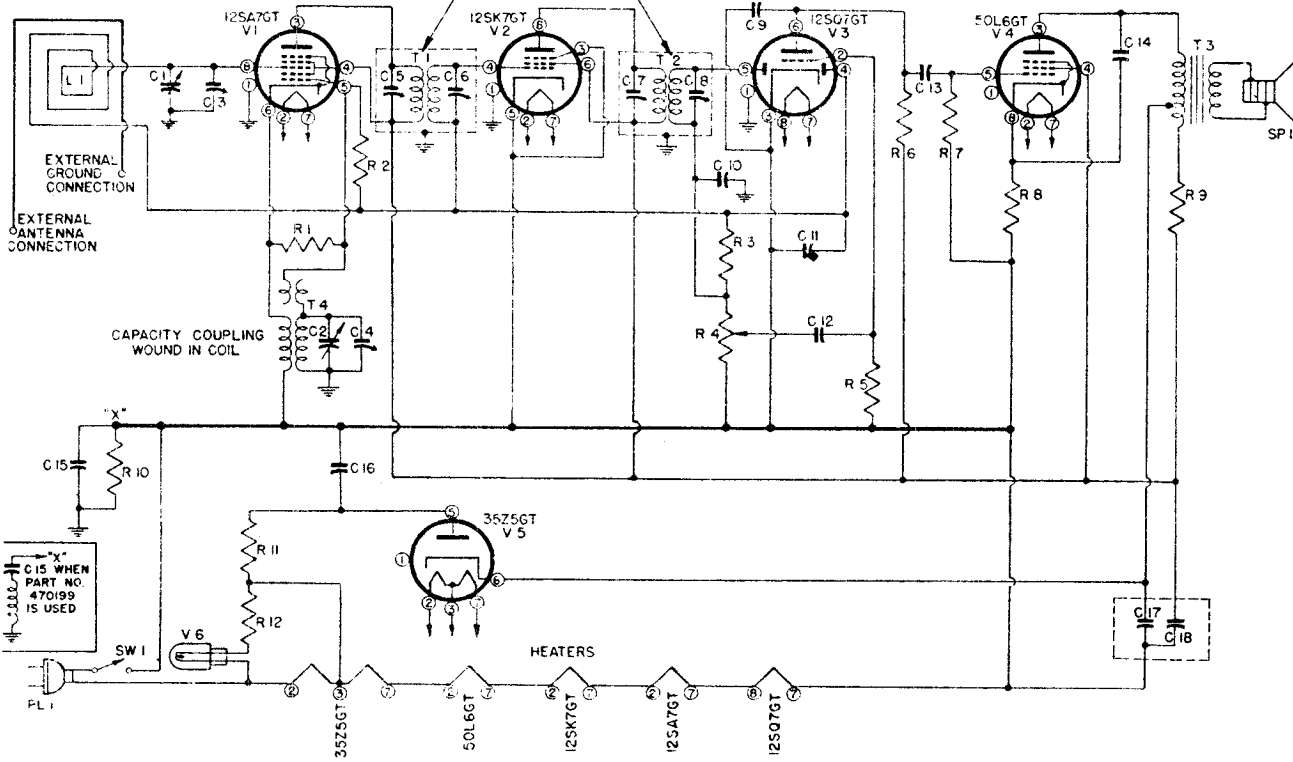 12SA7GT
V1
V2
12SK7GT
12SQ7GT
V3
50L6GT
V4
L1
C1
C3
T1
C5
C6
T2
C7
C8
C9
C10
C11
C12
C13
C14
T3
SP1
EXTERNAL
GROUND
CONNECTION
EXTERNAL
ANTENNA
CONNECTION
R1
R2
R3
R4
R5
R6
R7
R8
R9
T4
C2
C4
CAPACITY COUPLING
WOUND IN COIL
"X"
C15
R10
C16
35Z5GT
V5
R11
R12
"X"
C15 WHEN
PART NO.
470199
IS USED
V6
SW1
PL1
HEATERS
C17
C18
35Z5GT
50L6GT
12SK7GT
12SA7GT
12SQ7GT